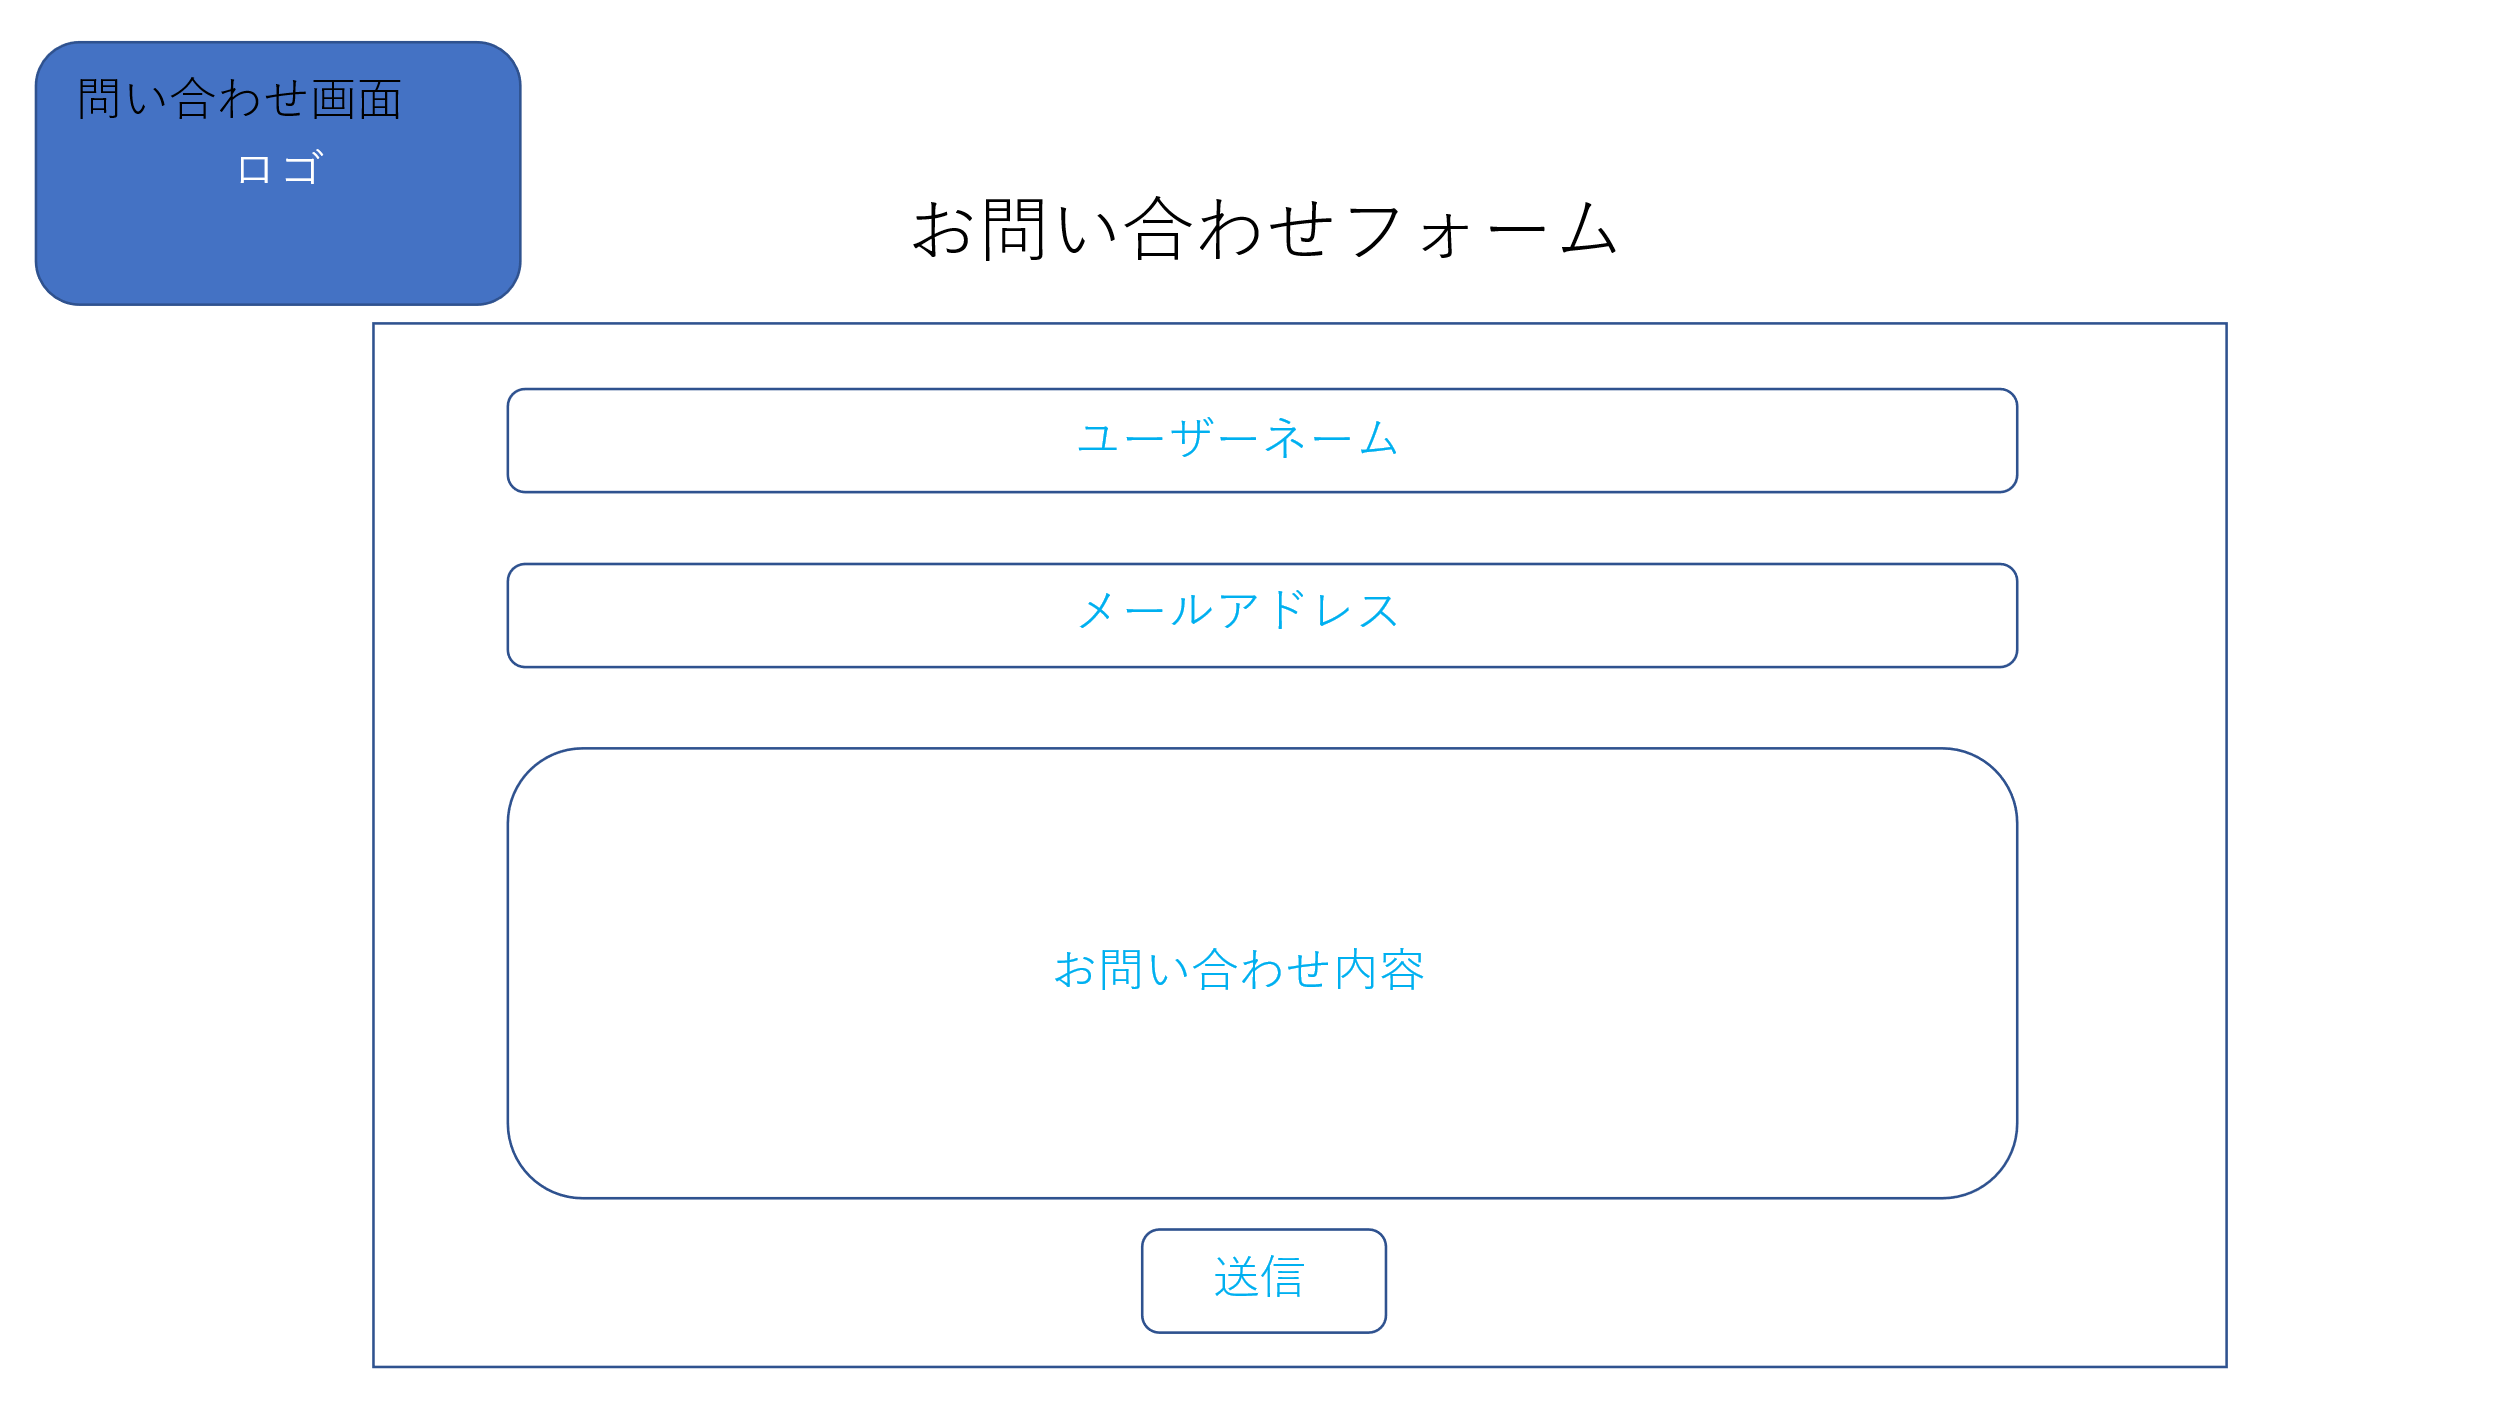 問い合わせ画面
ロゴ
お問い合わせフォーム
ユーザーネーム
メールアドレス
お問い合わせ内容
送信